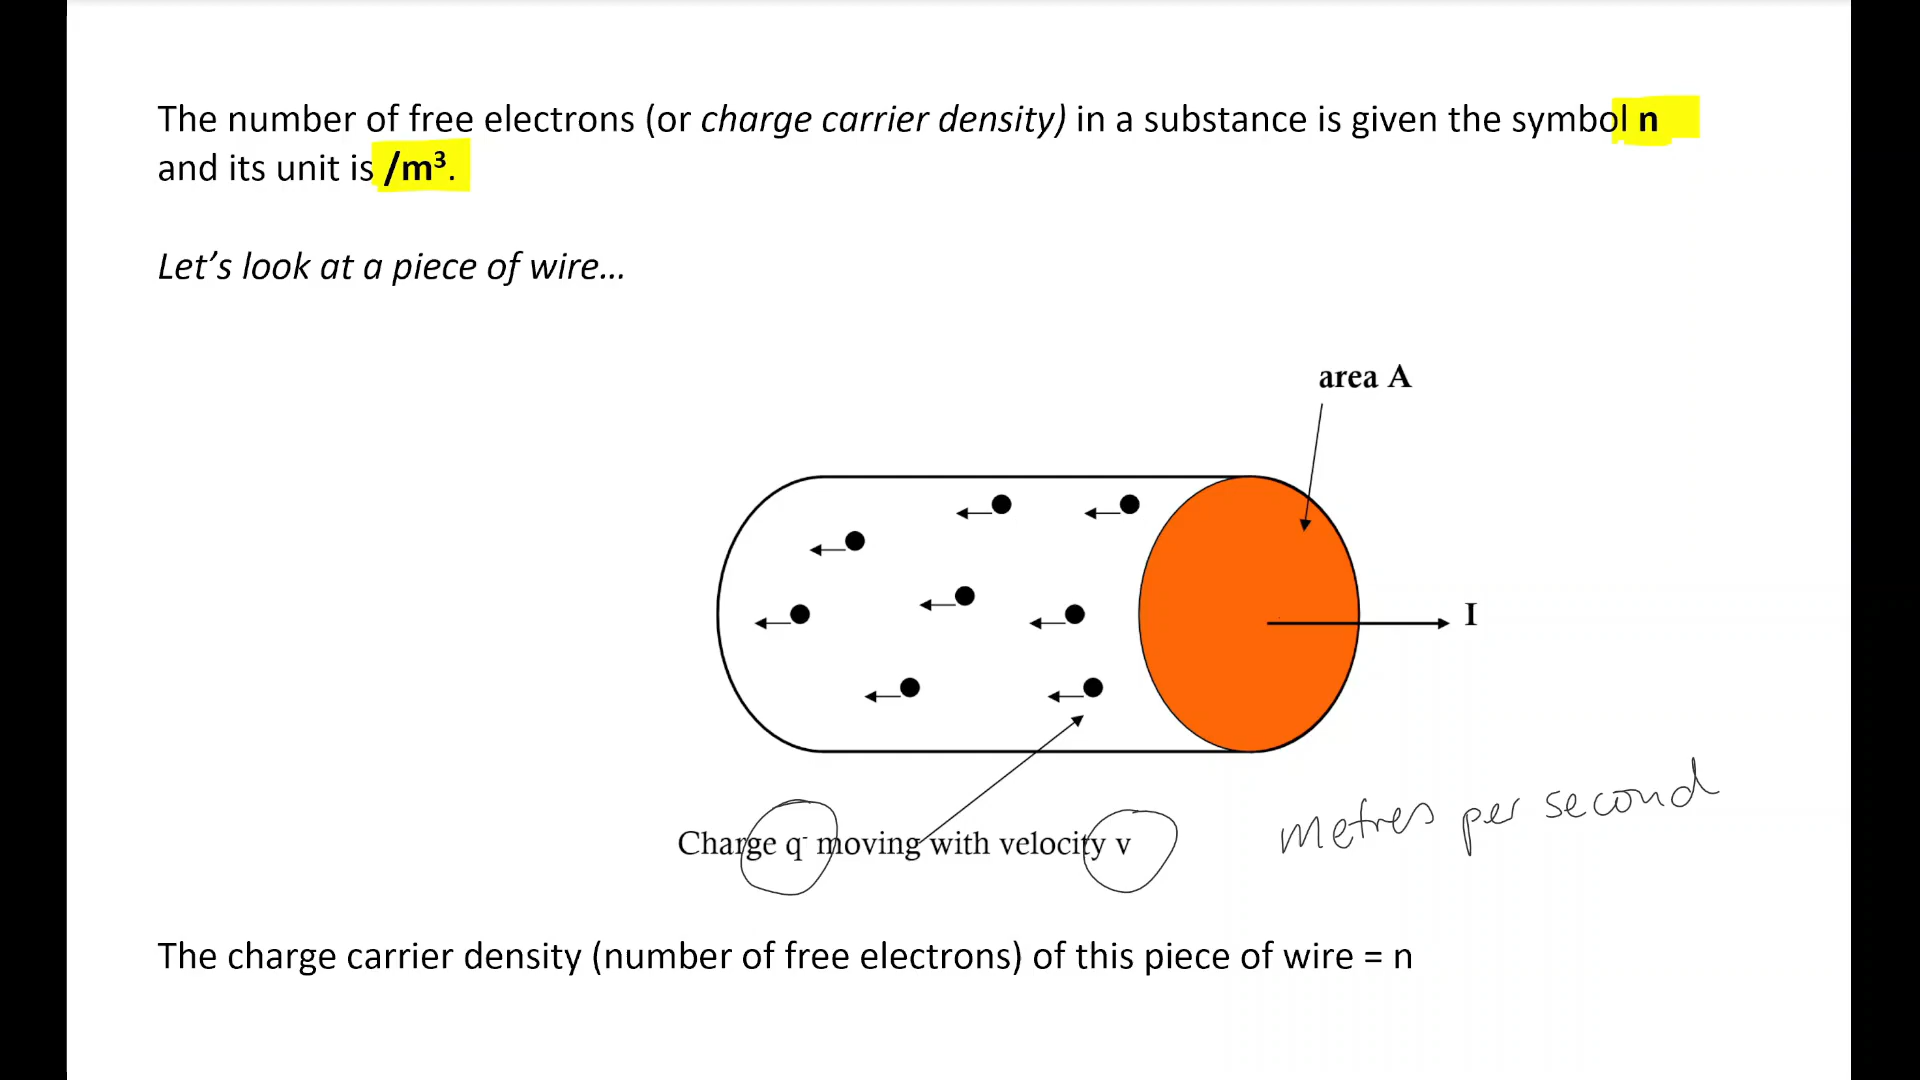 The number of free electrons (or charge carrier density) in a substance is given the symbol n
and its unit is /m³.
Let's look at a piece of wire...
area A
I
metres per second
Charge q⁻ moving with velocity v
The charge carrier density (number of free electrons) of this piece of wire = n